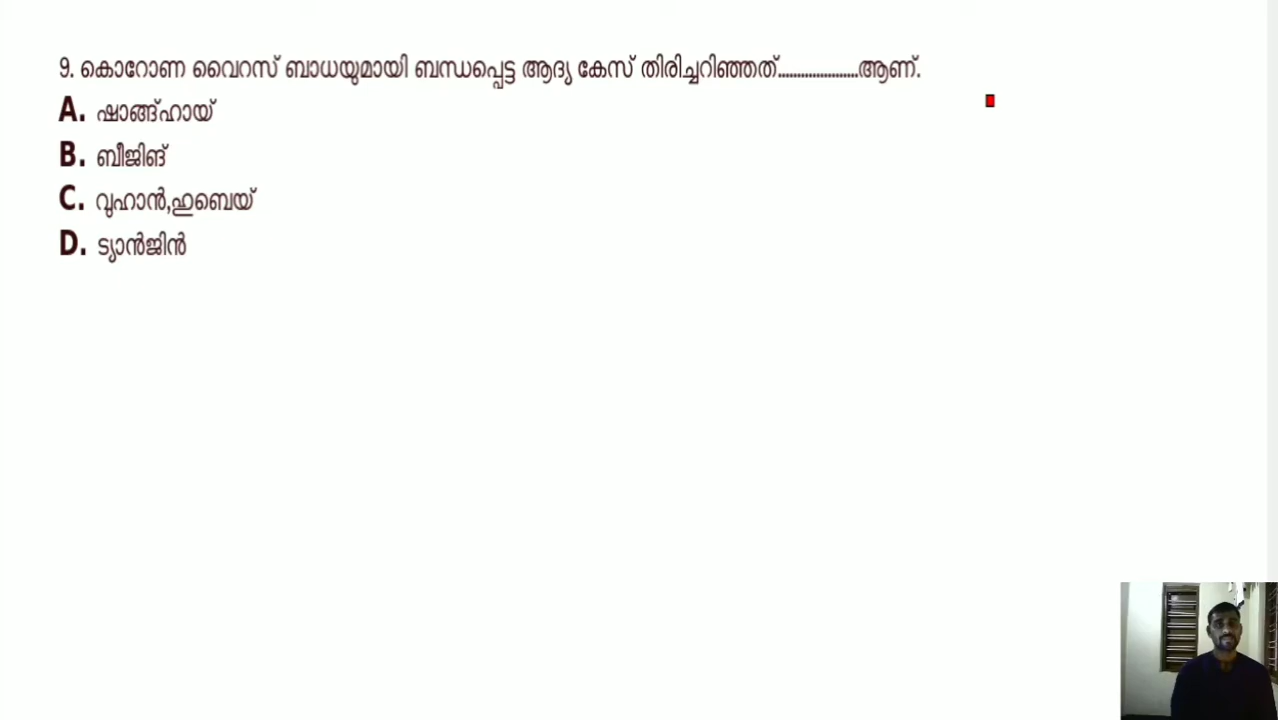 9. കൊറോണ വൈറസ് ബാധയുമായി ബന്ധപ്പെട്ട ആദ്യ കേസ് തിരിച്ചറിഞ്ഞത്....................ആണ്.
A. ഷാങ്ങ്ഹായ്
B. ബീജിങ്
C. വുഹാൻ,ഹുബെയ്
D. ട്യാൻജിൻ